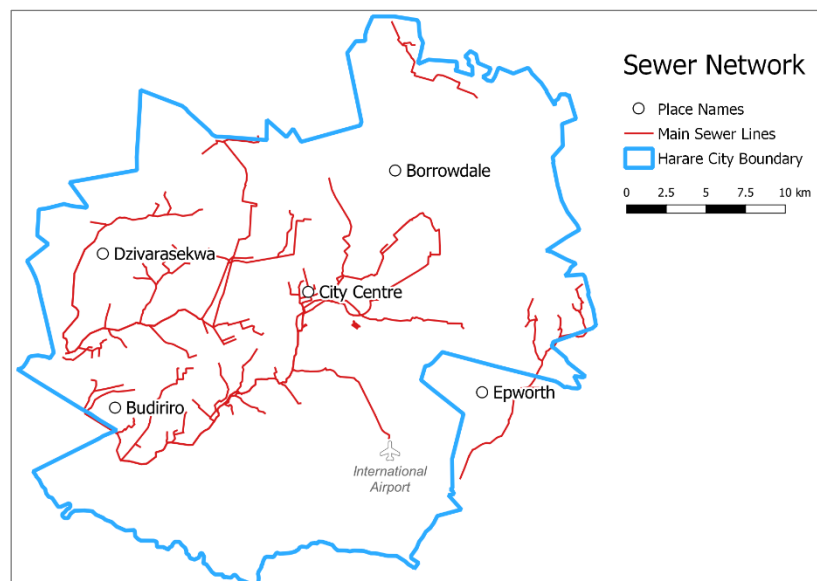 Sewer Network
Place Names
Main Sewer Lines
Harare City Boundary
0 2.5 5 7.5 10 km
Borrowdale
Dzivarasekwa
City Centre
Epworth
Budiriro
International
Airport